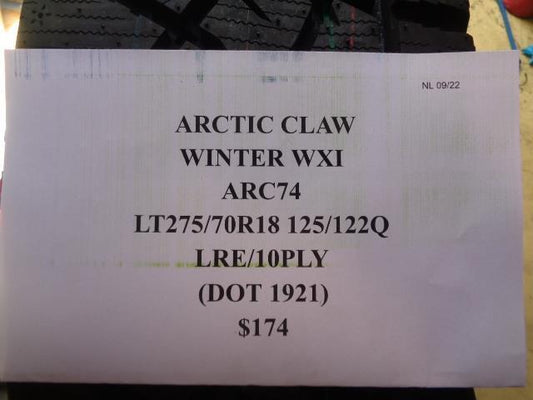 NL 09/22
ARCTIC CLAW
WINTER WXI
ARC74
LT275/70R18 125/122Q
LRE/10PLY
(DOT 1921)
$174